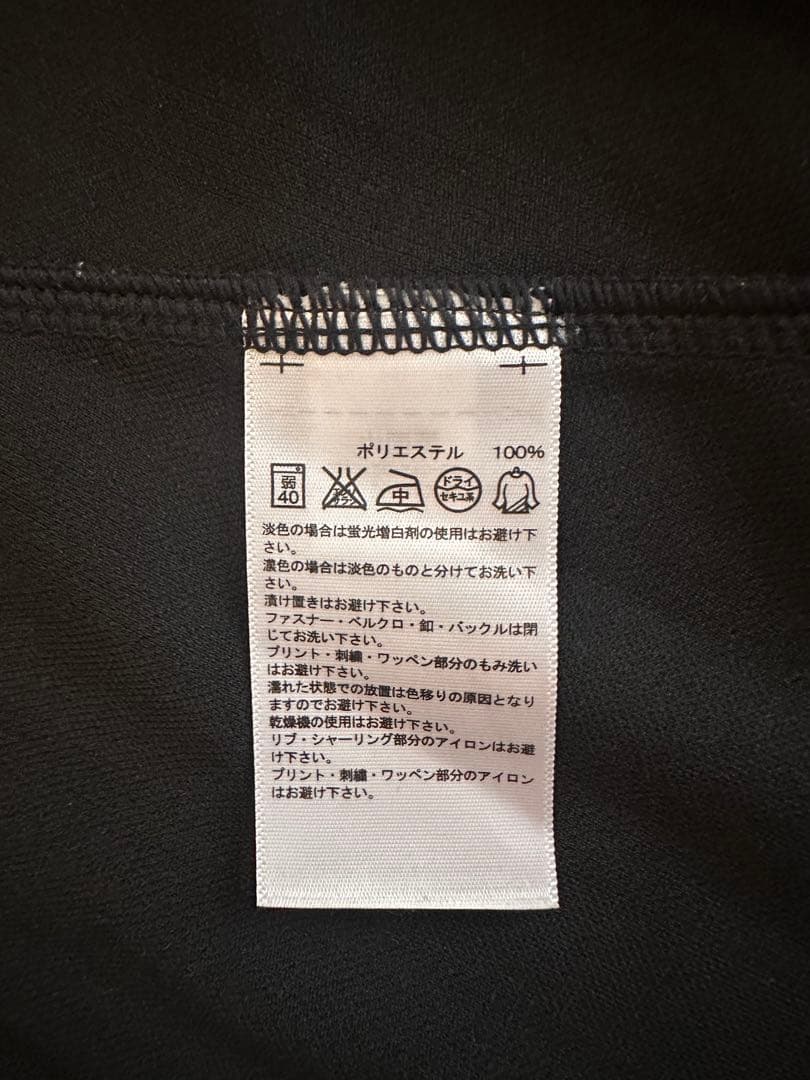 ポリエステル 100%
弱 中 ドライ
40 セキユ系
淡色の場合は蛍光増白剤の使用はお避け下
さい。
濃色の場合は淡色のものと分けてお洗い下
さい。
漬け置きはお避け下さい。
ファスナー・ベルクロ・釦・バックルは閉
じてお洗い下さい。
プリント・刺繍・ワッペン部分のもみ洗い
はお避け下さい。
濡れた状態での放置は色移りの原因となり
ますのでお避け下さい。
乾燥機の使用はお避け下さい。
リブ・シャーリング部分のアイロンはお避
け下さい。
プリント・刺繍・ワッペン部分のアイロン
はお避け下さい。